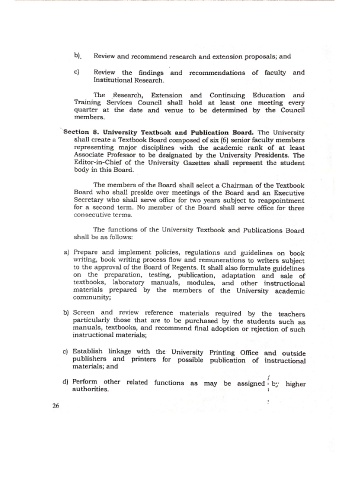 b). Review and recommend research and extension proposals; and
c) Review the findings and recommendations of faculty and
Institutional Research.
The Research, Extension and Continuing Education and
Training Services Council shall hold at least one meeting every
quarter at the date and venue to be determined by the Council
members.
Section 8. University Textbook and Publication Board. The University
shall create a Textbook Board composed of six (6) senior faculty members
representing major disciplines with the academic rank of at least
Associate Professor to be designated by the University Presidents. The
Editor-in-Chief of the University Gazettes shall represent the student
body in this Board.
The members of the Board shall select a Chairman of the Textbook
Board who shall preside over meetings of the Board and an Executive
Secretary who shall serve office for two years subject to reappointment
for a second term. No member of the Board shall serve office for three
consecutive terms.
The functions of the University Textbook and Publications Board
shall be as follows:
a) Prepare and implement policies, regulations and guidelines on book
writing, book writing process flow and remunerations to writers subject
to the approval of the Board of Regents. It shall also formulate guidelines
on the preparation, testing, publication, adaptation and sale of
textbooks, laboratory manuals, modules, and other instructional
materials prepared by the members of the University academic
community;
b) Screen and review reference materials required by the teachers
particularly those that are to be purchased by the students such as
manuals, textbooks, and recommend final adoption or rejection of such
instructional materials;
c) Establish linkage with the University Printing Office and outside
publishers and printers for possible publication of instructional
materials; and
d) Perform other related functions as may be assigned by higher
authorities.
26